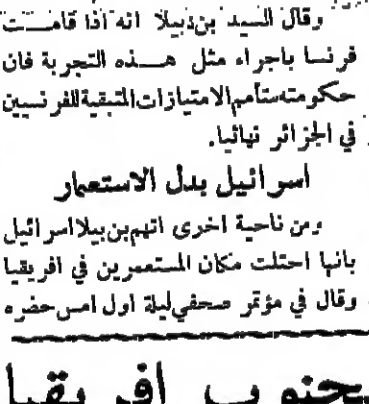 وقال السيد بن بيلا انه اذا قامـــت
فرنسا باجراء مثل هـــذه التجربة فان
حكومته ستأمم الامتيازات المتبقية للفرنسيين
في الجزائر نهائيا.
اسرائيل بدل الاستعمار
ومن ناحية اخرى اتهم بن بيلا اسرائيل
بانها احتلت مكان المستعمرين في افريقيا
وقال في مؤتمر صحفي ليلة اول امس حضره
جنوب افريقيا